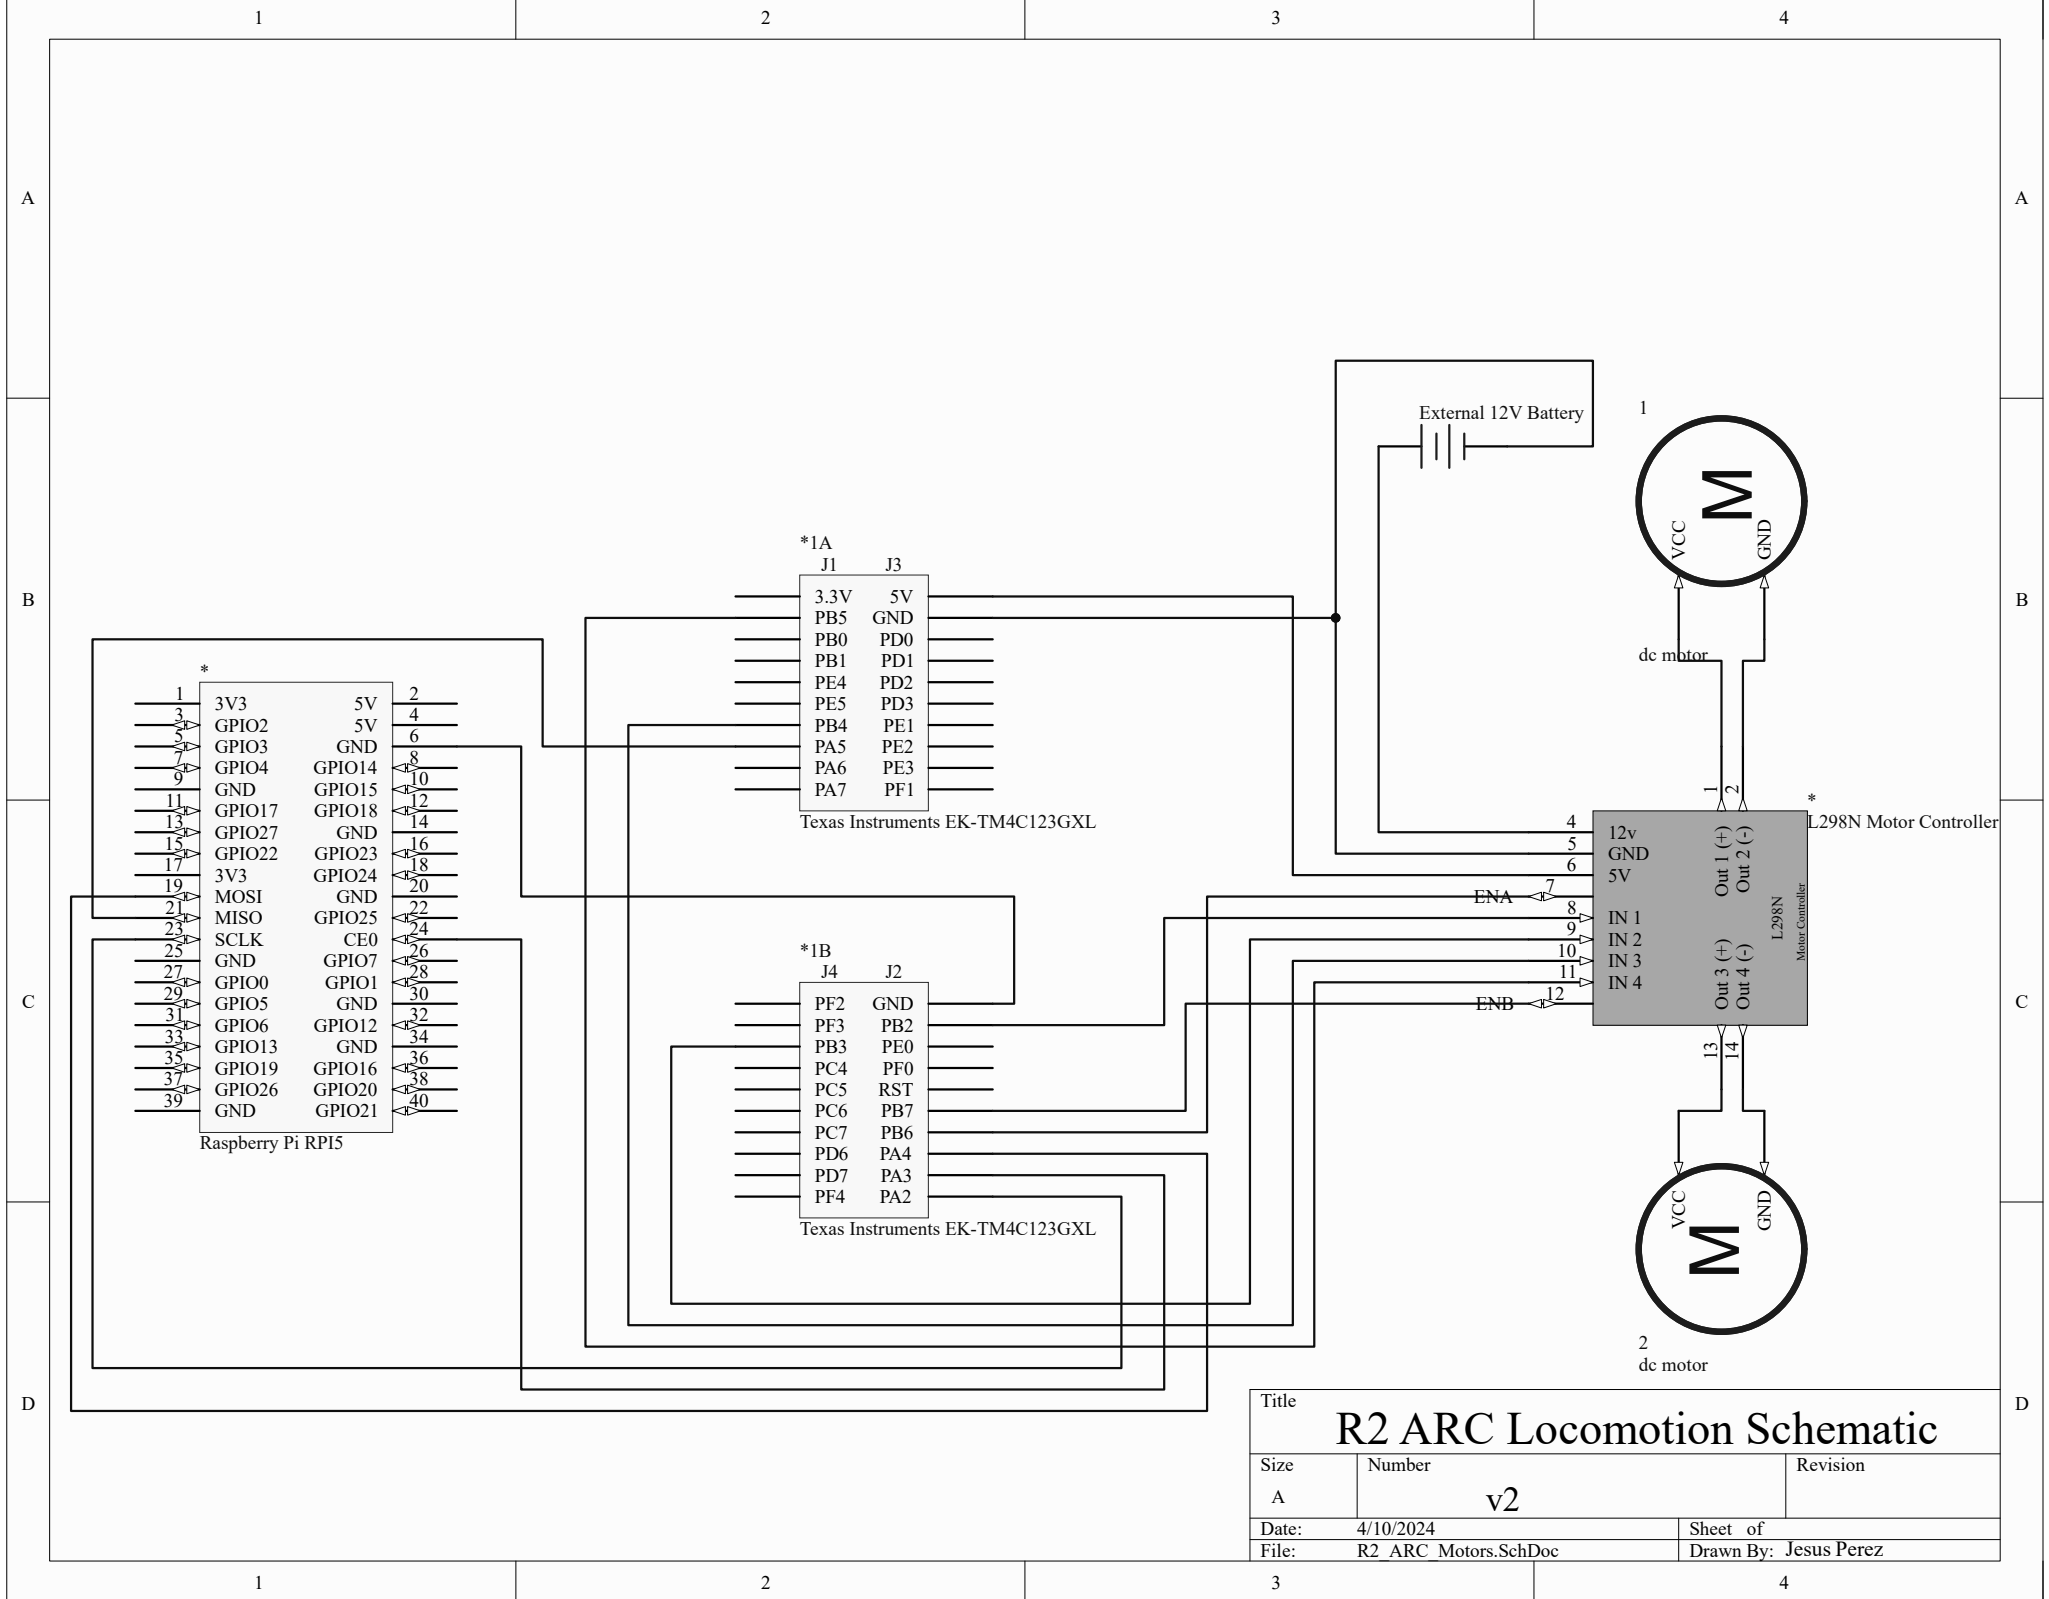 1 2 3 4
A A
External 12V Battery
1
M
VCC GND
dc motor
B B
*1A
J1 J3
3.3V 5V
PB5 GND
PB0 PD0
PB1 PD1
PE4 PD2
PE5 PD3
PB4 PE1
PA5 PE2
PA6 PE3
PA7 PF1
Texas Instruments EK-TM4C123GXL
*
1 3V3 5V 2
3 GPIO2 5V 4
5 GPIO3 GND 6
7 GPIO4 GPIO14 8
9 GND GPIO15 10
11 GPIO17 GPIO18 12
13 GPIO27 GND 14
15 GPIO22 GPIO23 16
17 3V3 GPIO24 18
19 MOSI GND 20
21 MISO GPIO25 22
23 SCLK CE0 24
25 GND GPIO7 26
27 GPIO0 GPIO1 28
29 GPIO5 GND 30
31 GPIO6 GPIO12 32
33 GPIO13 GND 34
35 GPIO19 GPIO16 36
37 GPIO26 GPIO20 38
39 GND GPIO21 40
Raspberry Pi RPI5
*
L298N Motor Controller
1 2
Out 1 (+)
Out 2 (-)
4 12v
5 GND
6 5V
ENA 7
8 IN 1
9 IN 2
10 IN 3
11 IN 4
ENB 12
L298N
Motor Controller
Out 3 (+)
Out 4 (-)
13 14
C C
*1B
J4 J2
PF2 GND
PF3 PB2
PB3 PE0
PC4 PF0
PC5 RST
PC6 PB7
PC7 PB6
PD6 PA4
PD7 PA3
PF4 PA2
Texas Instruments EK-TM4C123GXL
VCC GND
M
2
dc motor
D D
Title
R2 ARC Locomotion Schematic
Size Number Revision
A v2
Date: 4/10/2024 Sheet of
File: R2_ARC_Motors.SchDoc Drawn By: Jesus Perez
1 2 3 4